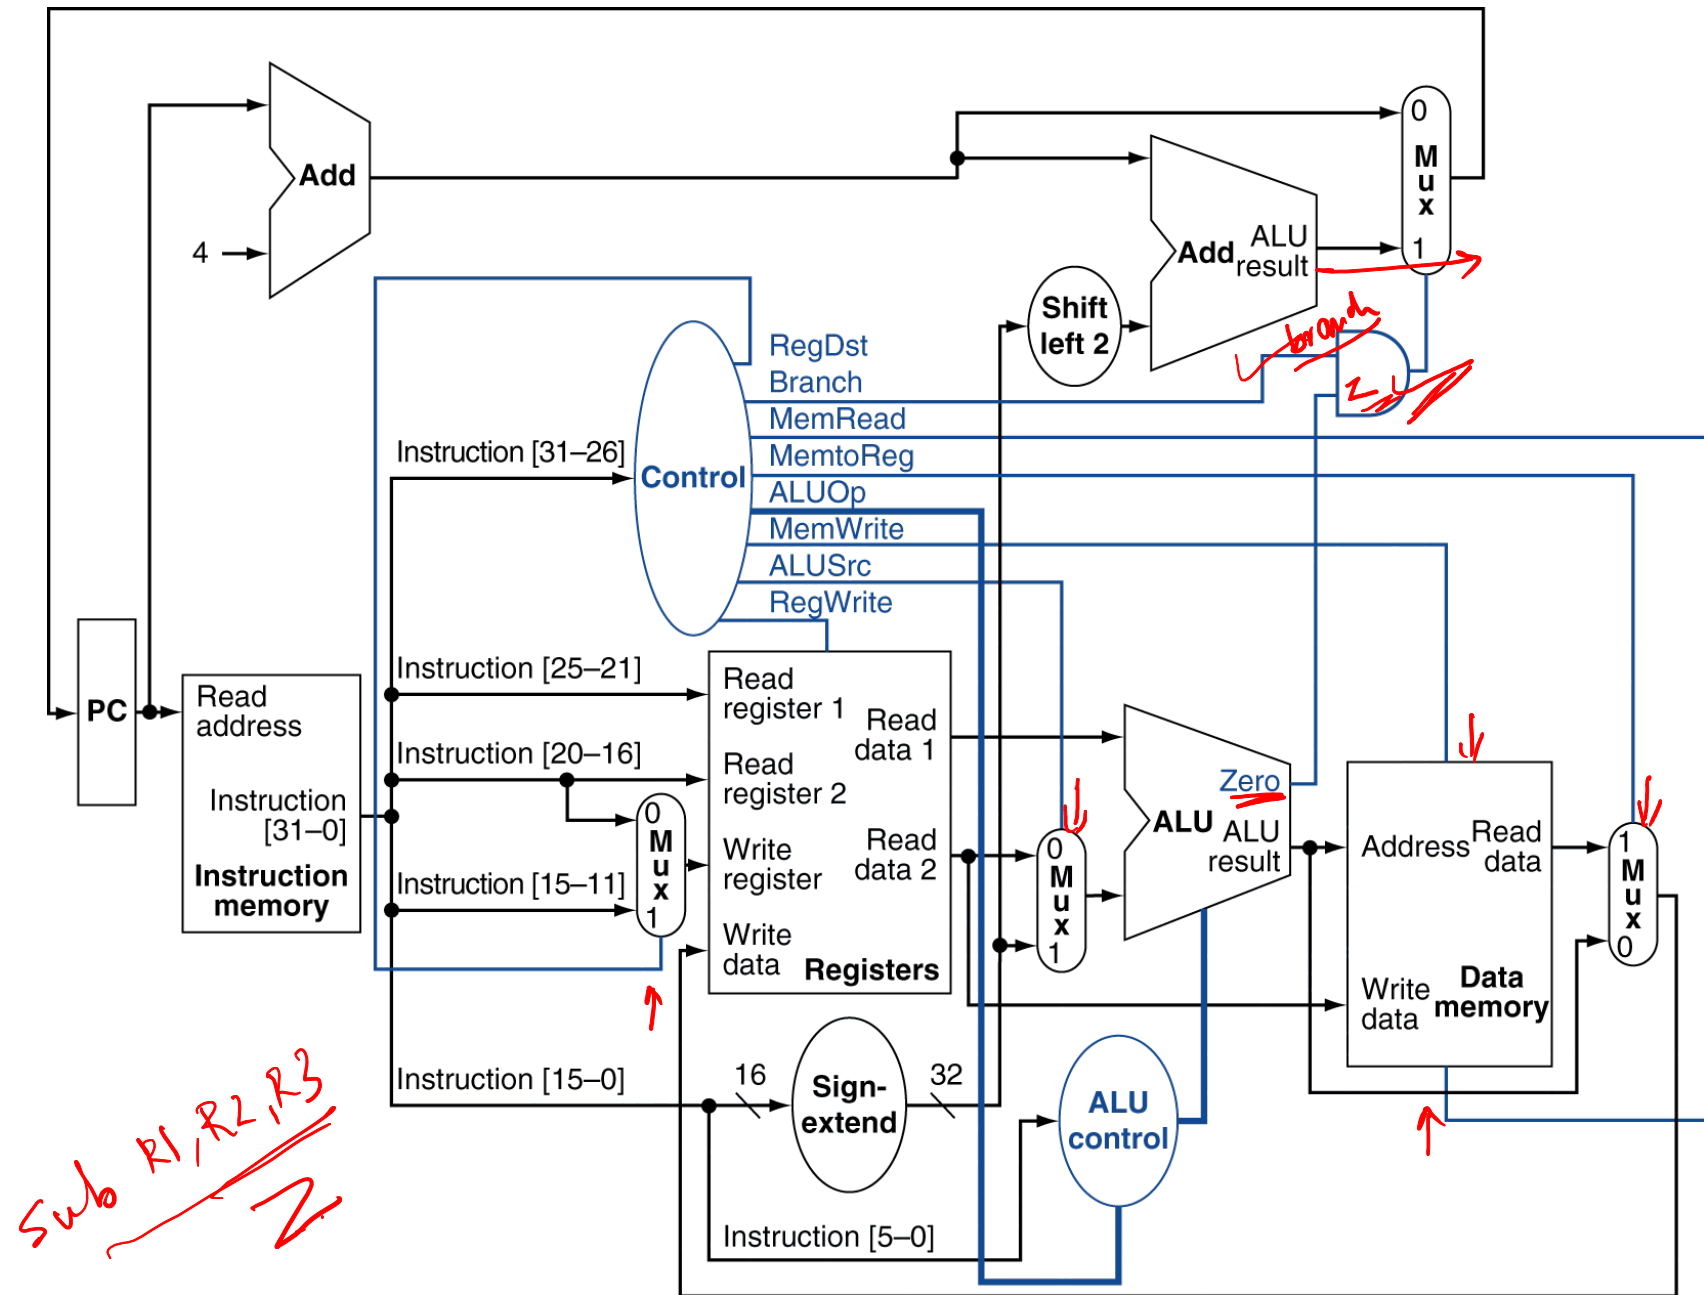 0
M
u
x
1
Add
4
ALU
Add result
Shift
left 2
branch
Z
RegDst
Branch
MemRead
MemtoReg
ALUOp
MemWrite
ALUSrc
RegWrite
Control
Instruction [31–26]
Instruction [25–21]
Instruction [20–16]
Instruction [15–11]
Instruction [15–0]
Instruction [5–0]
PC
Read
address
Instruction
[31–0]
Instruction
memory
0
M
u
x
1
Read
register 1
Read
register 2
Write
register
Write
data
Read
data 1
Read
data 2
Registers
0
M
u
x
1
Zero
ALU
ALU
result
Address
Read
data
Write
data
Data
memory
1
M
u
x
0
16
Sign-
extend
32
ALU
control
Sub R1, R2, R3
Z